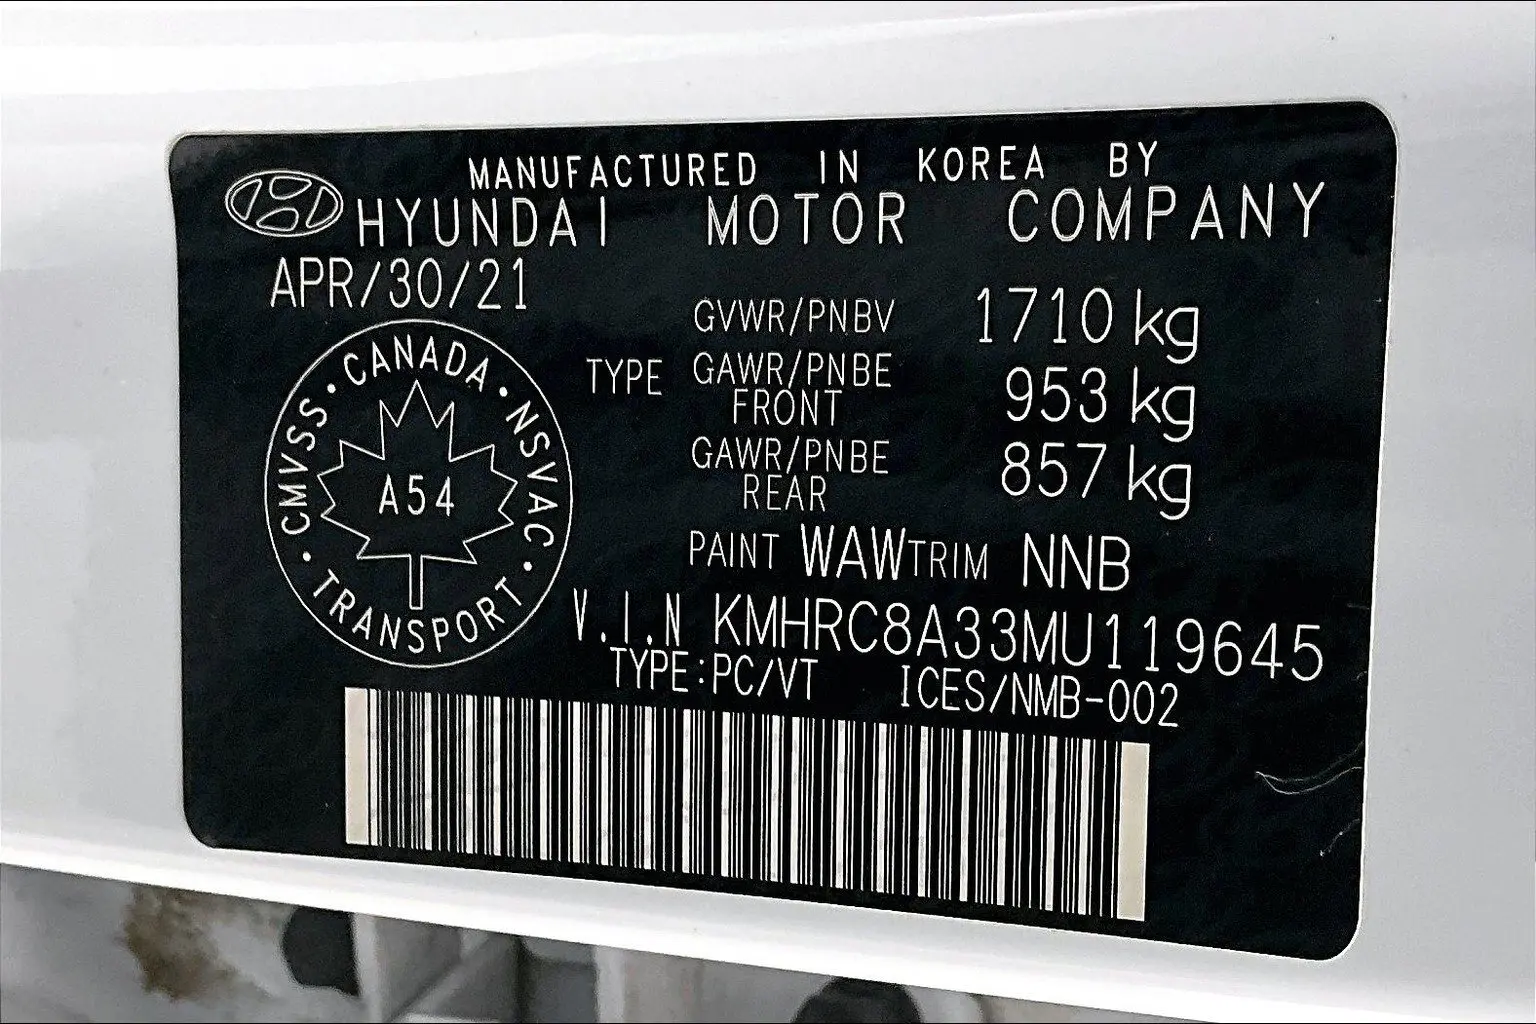 MANUFACTURED IN KOREA BY
HYUNDAI MOTOR COMPANY
APR/30/21
CMVSS · CANADA · NSVAC · TRANSPORT ·
A54
GVWR/PNBV 1710 kg
TYPE GAWR/PNBE FRONT 953 kg
GAWR/PNBE REAR 857 kg
PAINT WAW TRIM NNB
V.I.N KMHRC8A33MU119645
TYPE:PC/VT ICES/NMB-002